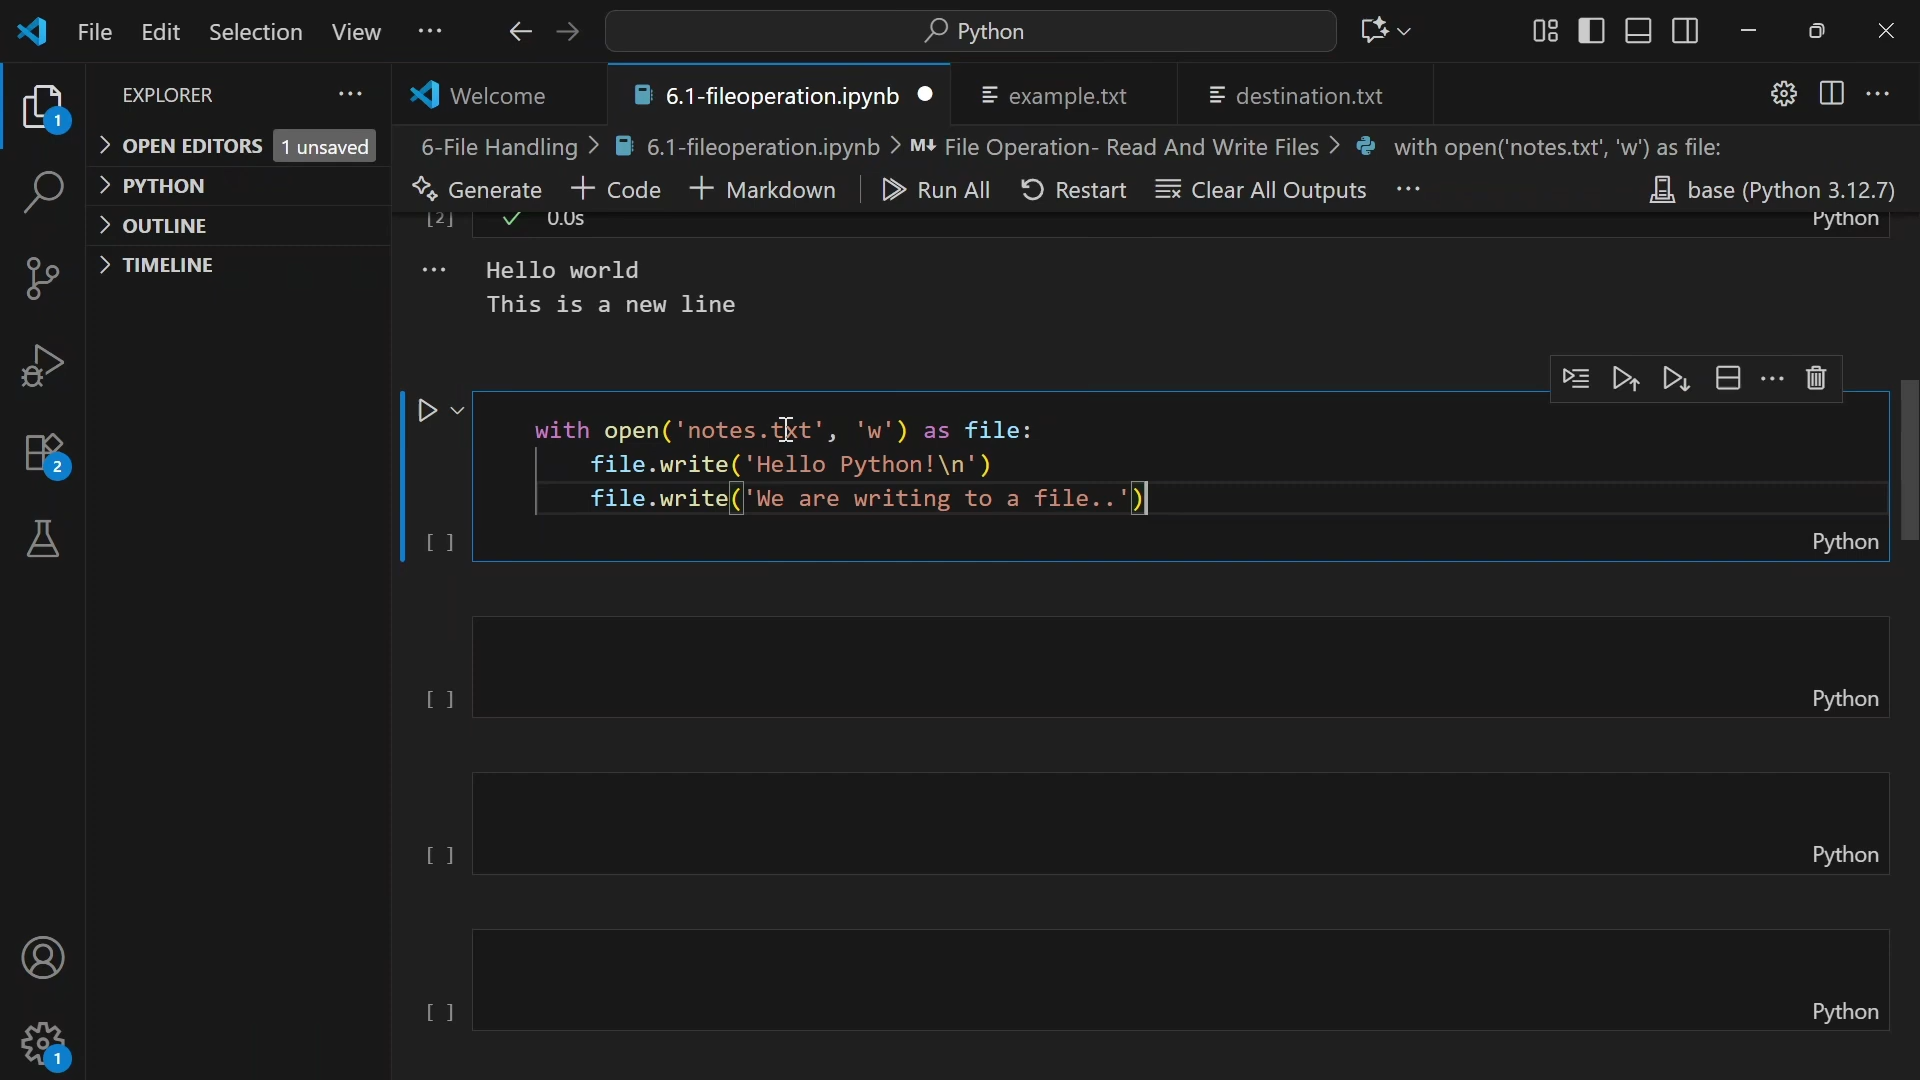 File Edit Selection View ··· Python
EXPLORER ···
OPEN EDITORS 1 unsaved
PYTHON
OUTLINE
TIMELINE
1
2
1
Welcome 6.1-fileoperation.ipynb example.txt destination.txt ···
6-File Handling > 6.1-fileoperation.ipynb > M↓ File Operation- Read And Write Files > with open('notes.txt', 'w') as file:
Generate + Code + Markdown Run All Restart Clear All Outputs ··· base (Python 3.12.7)
[2] ✓ 0.0s Python
··· Hello world
This is a new line
with open('notes.txt', 'w') as file:
file.write('Hello Python!\n')
file.write('We are writing to a file..')
[ ] Python
[ ] Python
[ ] Python
[ ] Python